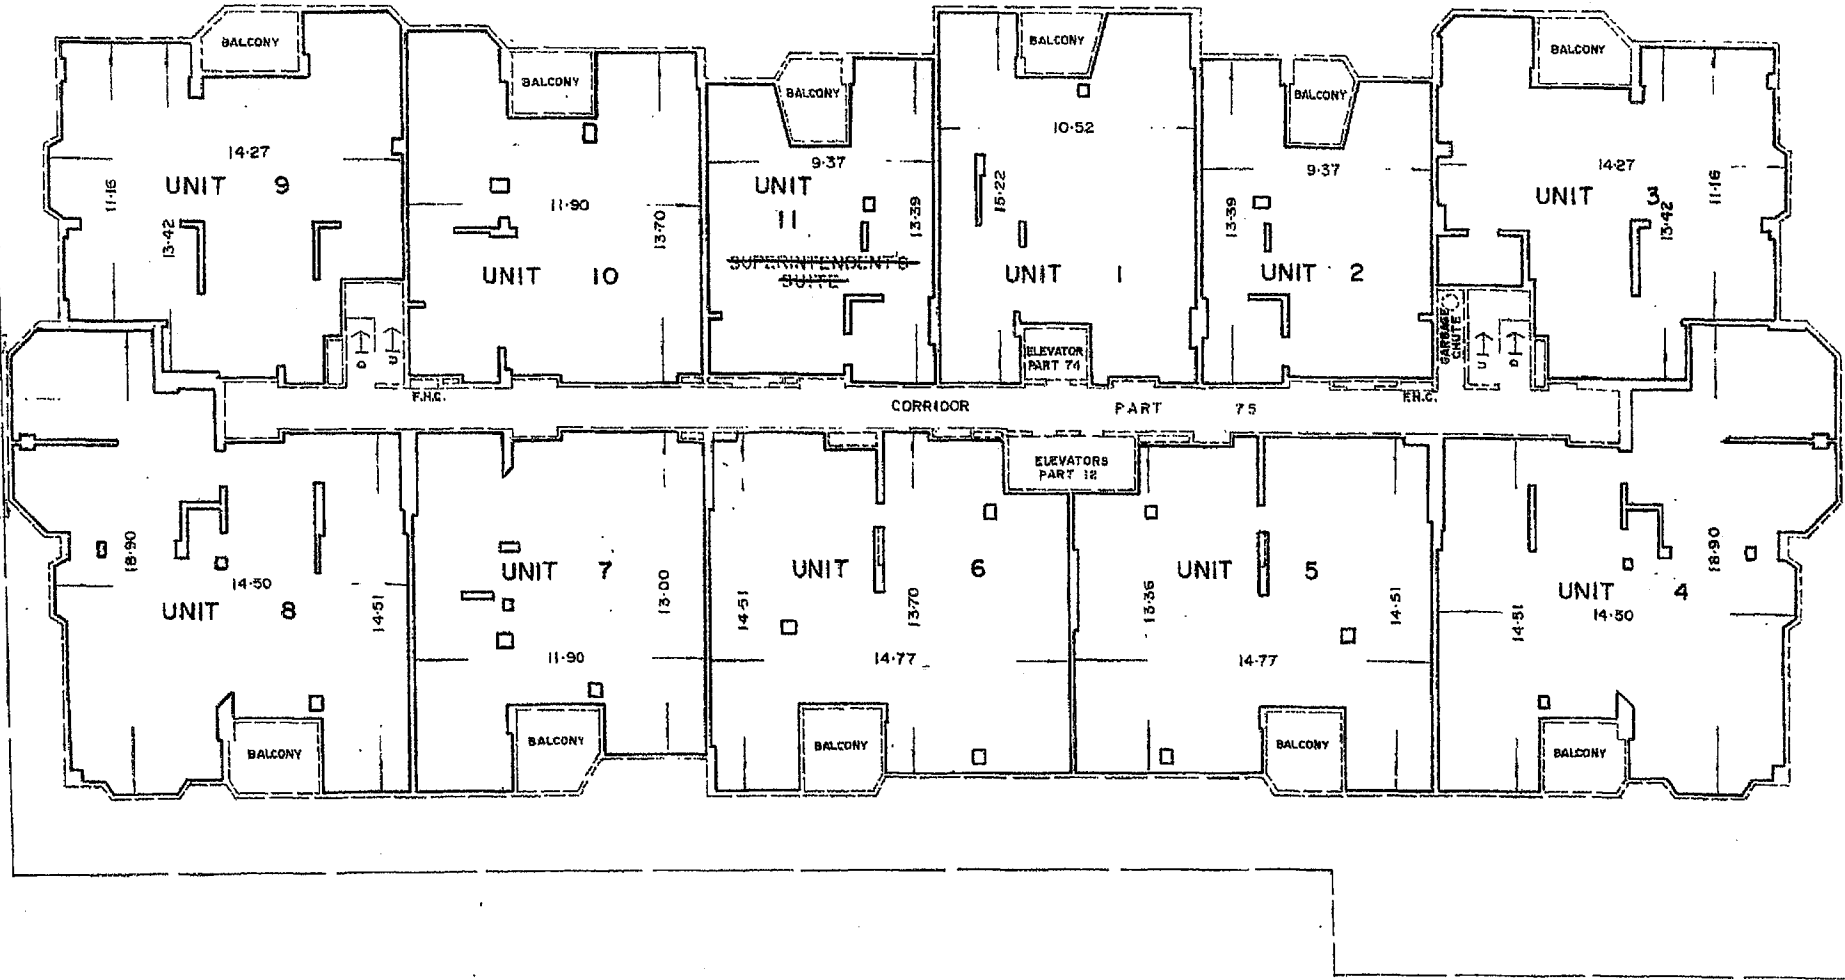 BALCONY
BALCONY
BALCONY
BALCONY
BALCONY
BALCONY
14·27
UNIT 9
11·16
13·42
D
U
11·90
13·70
UNIT 10
F.H.C.
9·37
UNIT
11
13·39
SUPERINTENDENT'S
SUITE
10·52
15·22
UNIT 1
ELEVATOR
PART 74
9·37
13·39
UNIT 2
F.H.C.
14·27
UNIT 3
13·42
11·16
GARBAGE
CHUTE
U
D
CORRIDOR PART 75
ELEVATORS
PART 12
18·90
14·50
UNIT 8
14·51
BALCONY
UNIT 7
13·00
11·90
BALCONY
UNIT 6
14·51
13·70
14·77
BALCONY
UNIT 5
13·36
14·51
14·77
BALCONY
UNIT 4
14·50
14·51
18·90
BALCONY